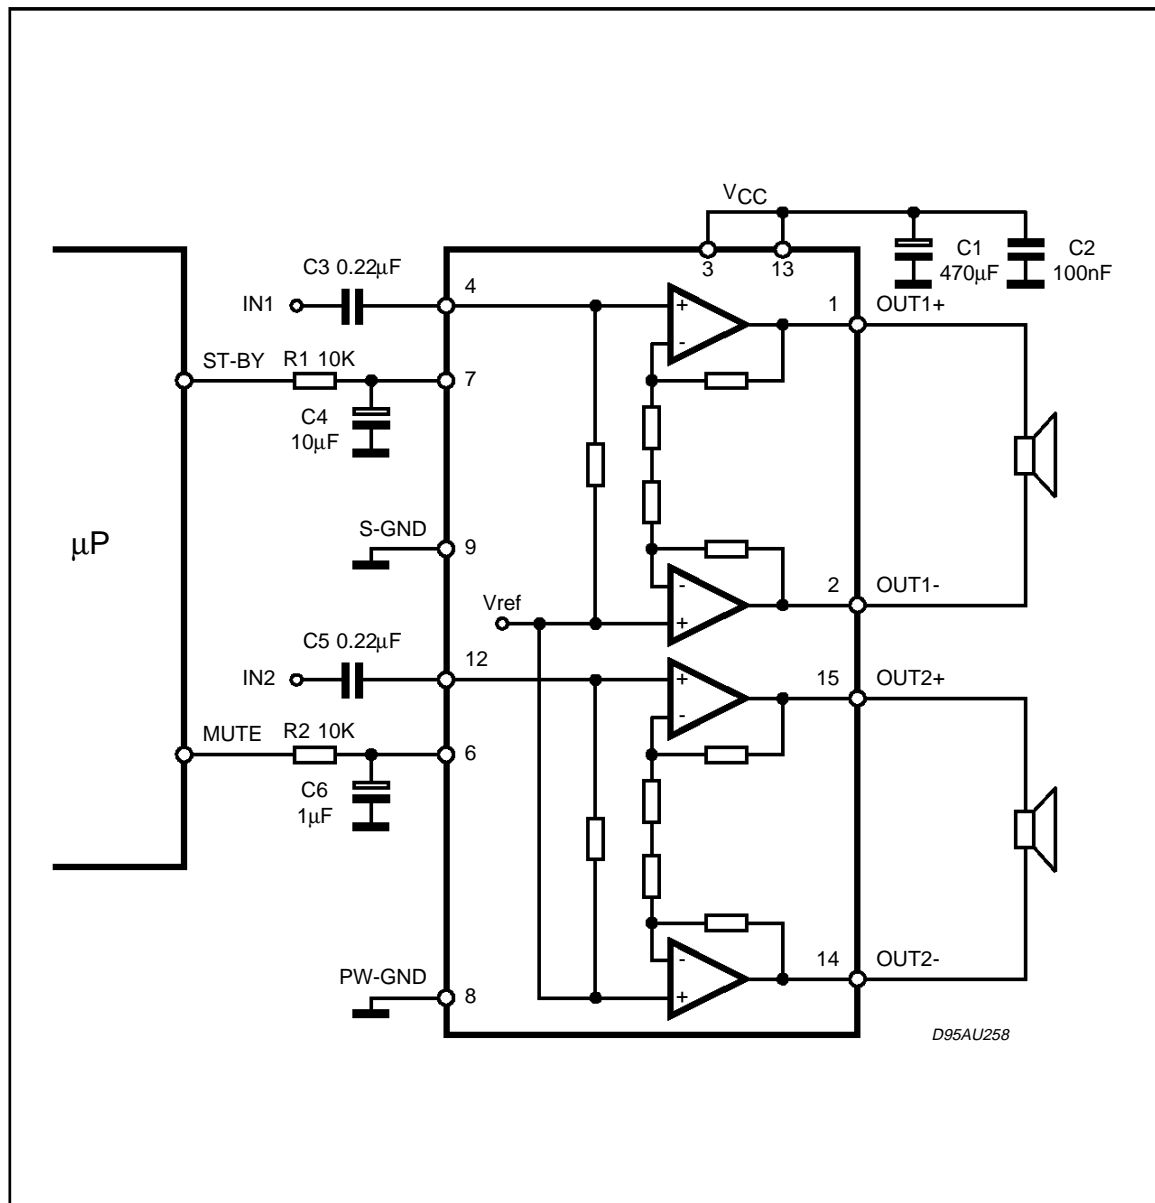 VCC
3
13
C1
470μF
C2
100nF
C3 0.22μF
IN1
4
+
-
1
OUT1+
ST-BY
R1 10K
7
C4
10μF
μP
S-GND
9
-
+
2
OUT1-
Vref
C5 0.22μF
IN2
12
+
-
15
OUT2+
MUTE
R2 10K
6
C6
1μF
-
+
14
OUT2-
PW-GND
8
D95AU258